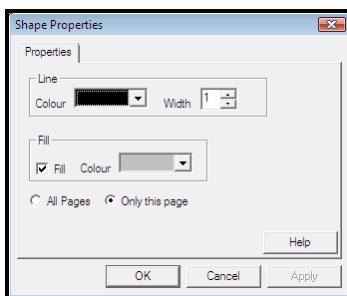 Shape Properties
Properties
Line
Colour Width 1
Fill
Fill Colour
All Pages Only this page
Help
OK Cancel Apply